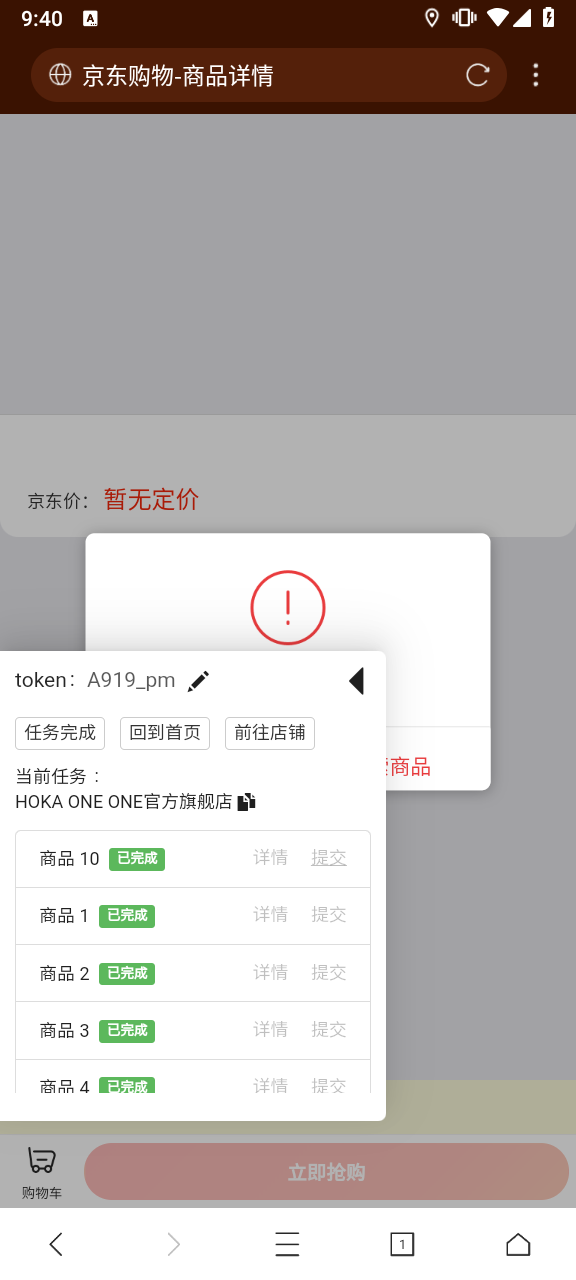 9:40
A
京东购物-商品详情
京东价： 暂无定价
token： A919_pm
任务完成 回到首页 前往店铺
商品
当前任务：
HOKA ONE ONE官方旗舰店
商品 10 已完成 详情 提交
商品 1 已完成 详情 提交
商品 2 已完成 详情 提交
商品 3 已完成 详情 提交
商品 4 已完成 详情 提交
购物车
立即抢购
1